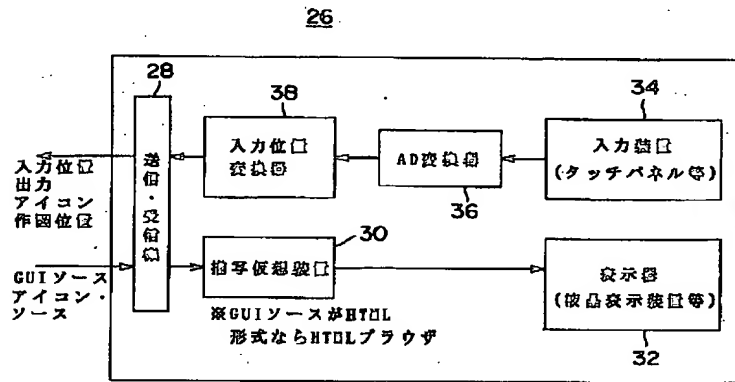 26
28
送信・受信機
38
入力位置
変換器
AD変換器
36
34
入力装置
(タッチパネル等)
入力位置
出力
アイコン
作図位置
GUIソース
アイコン・
ソース
30
描写仮想装置
※GUIソースがHTML
形式ならHTMLブラウザ
表示器
(液晶表示装置等)
32